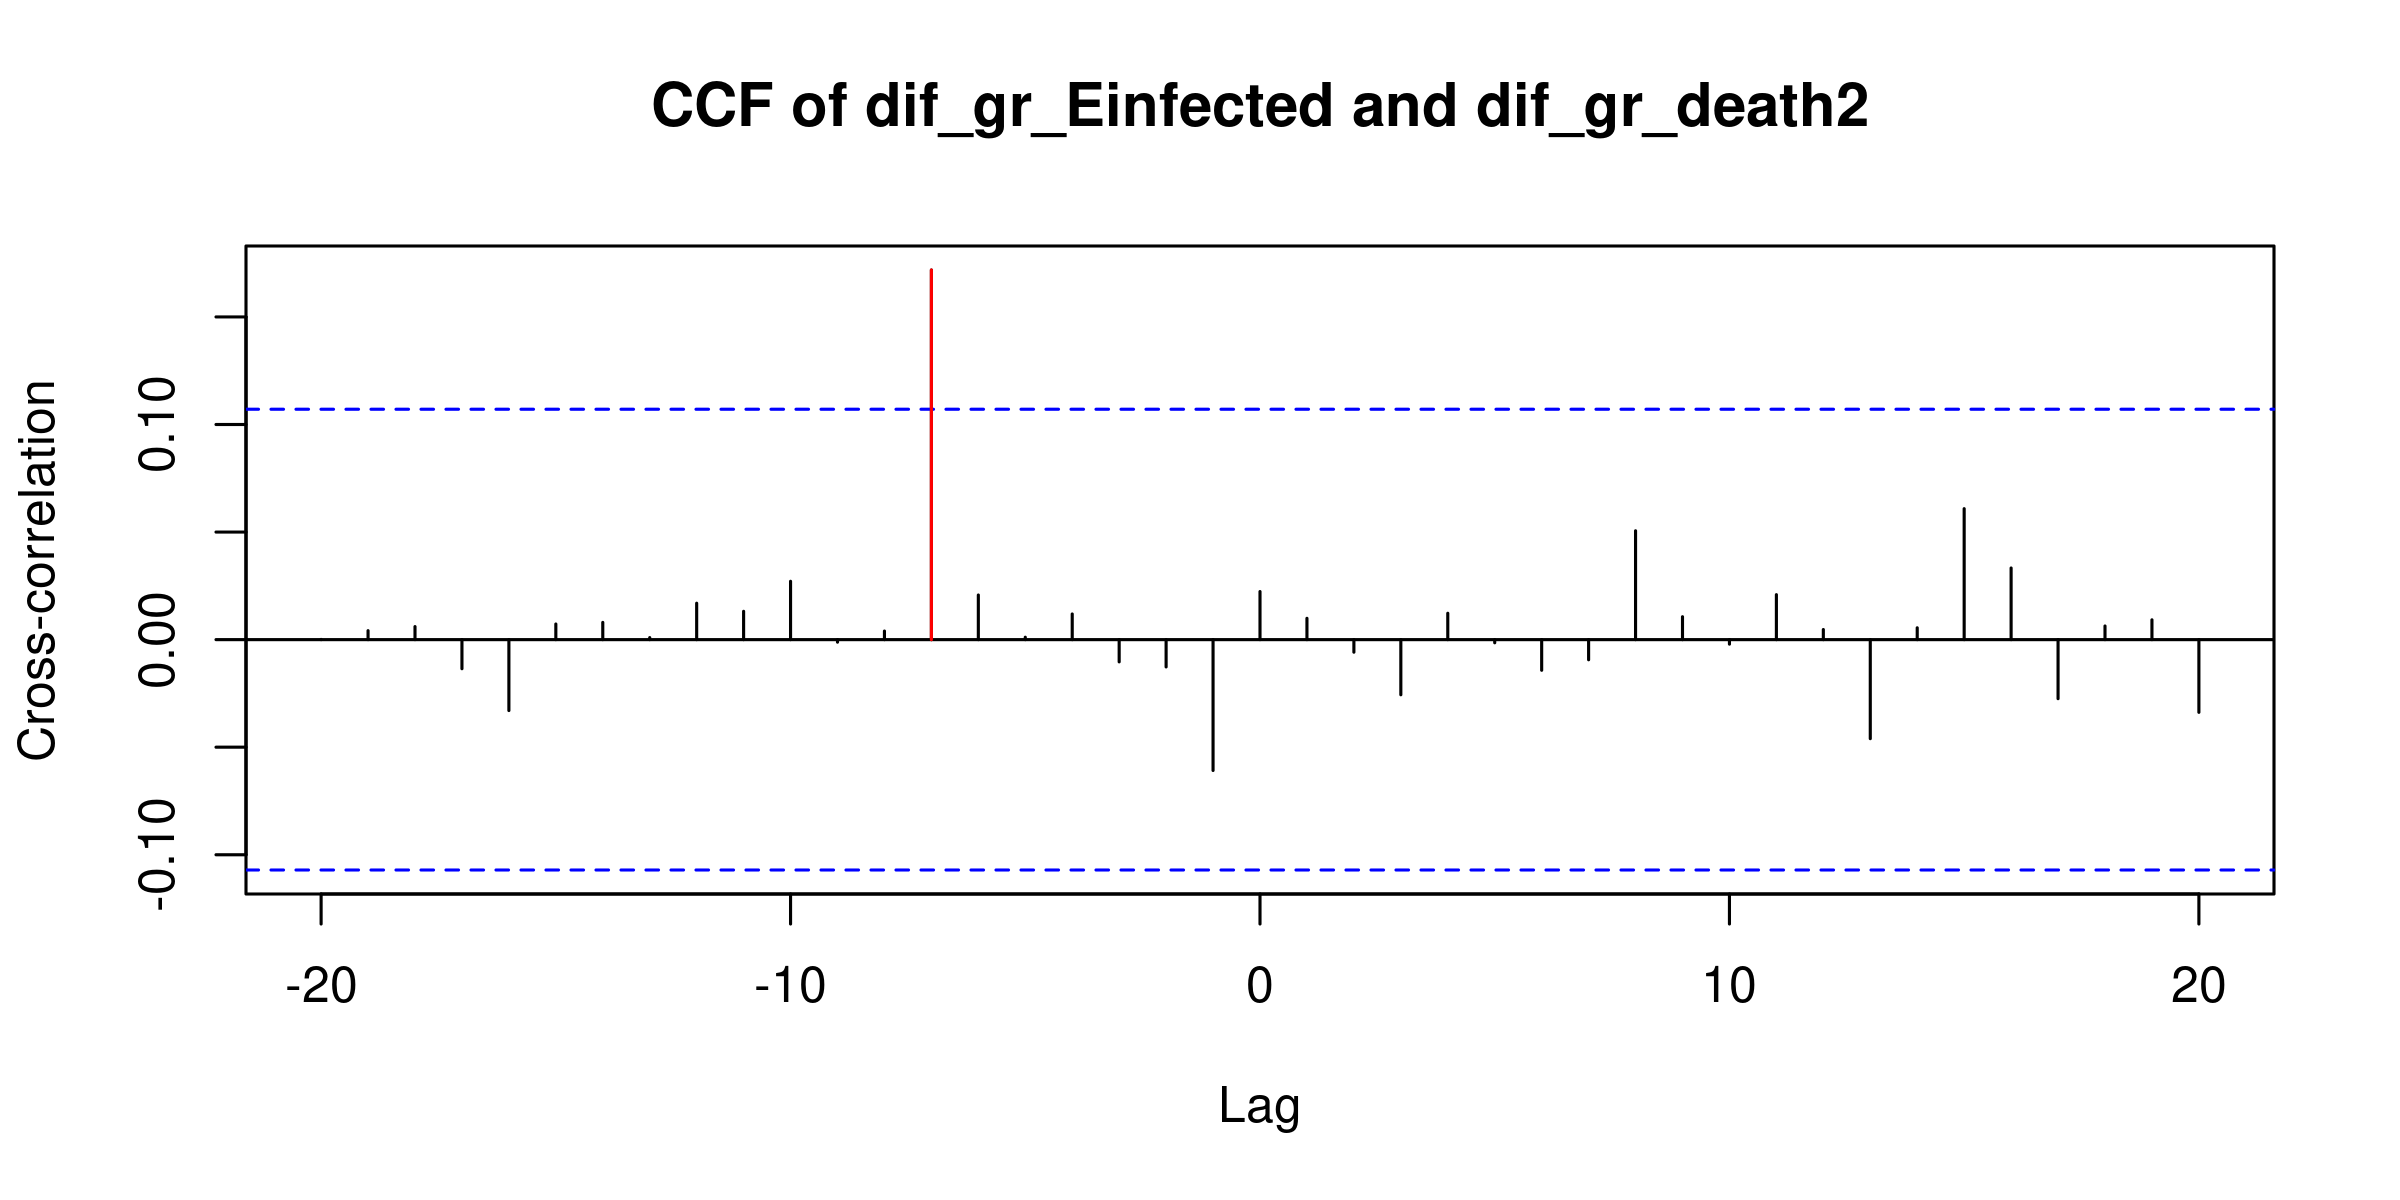 CCF of dif_gr_Einfected and dif_gr_death2
Cross-correlation
0.10
0.00
-0.10
-20 -10 0 10 20
Lag